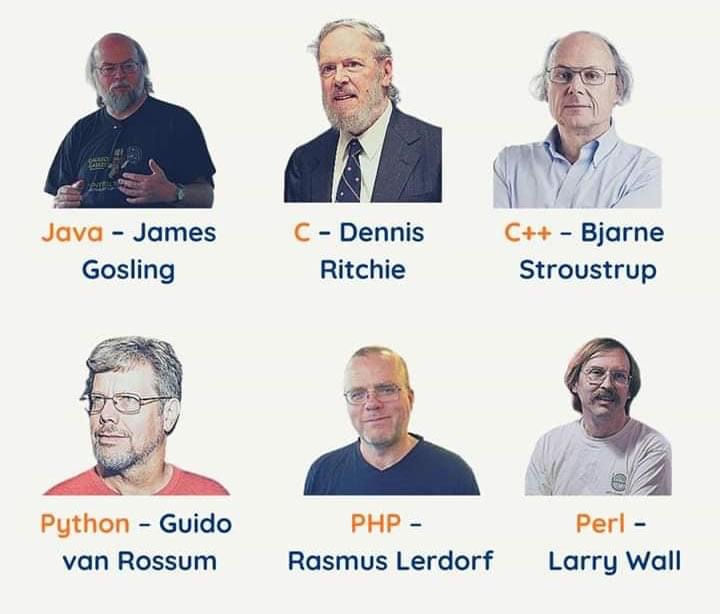 Java – James
Gosling
C – Dennis
Ritchie
C++ – Bjarne
Stroustrup
Python – Guido
van Rossum
PHP –
Rasmus Lerdorf
Perl –
Larry Wall